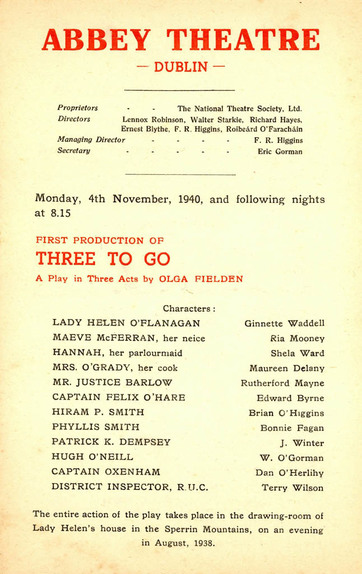 ABBEY THEATRE
— DUBLIN —
Proprietors - - The National Theatre Society, Ltd.
Directors Lennox Robinson, Walter Starkie, Richard Hayes,
Ernest Blythe, F. R. Higgins, Roibeárd O'Faracháin
Managing Director - - - - F. R. Higgins
Secretary - - - - - Eric Gorman
Monday, 4th November, 1940, and following nights
at 8.15
FIRST PRODUCTION OF
THREE TO GO
A Play in Three Acts by OLGA FIELDEN
Characters:
LADY HELEN O'FLANAGAN Ginnette Waddell
MAEVE McFERRAN, her neice Ria Mooney
HANNAH, her parlourmaid Shela Ward
MRS. O'GRADY, her cook Maureen Delany
MR. JUSTICE BARLOW Rutherford Mayne
CAPTAIN FELIX O'HARE Edward Byrne
HIRAM P. SMITH Brian O'Higgins
PHYLLIS SMITH Bonnie Fagan
PATRICK K. DEMPSEY J. Winter
HUGH O'NEILL W. O'Gorman
CAPTAIN OXENHAM Dan O'Herlihy
DISTRICT INSPECTOR, R.U.C. Terry Wilson
The entire action of the play takes place in the drawing-room of
Lady Helen's house in the Sperrin Mountains, on an evening
in August, 1938.